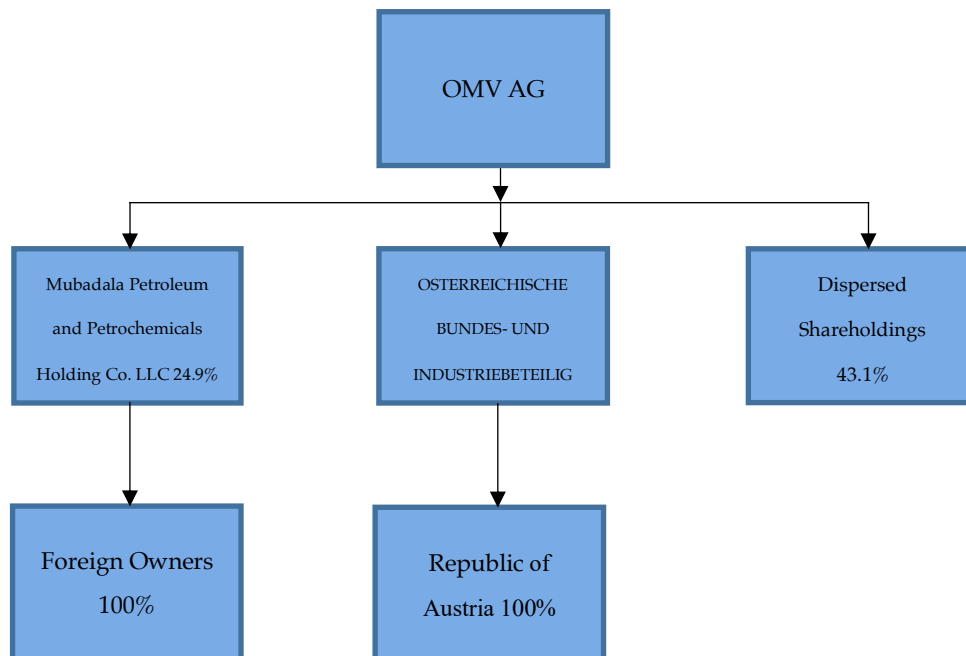 OMV AG
Mubadala Petroleum
and Petrochemicals
Holding Co. LLC 24.9%
OSTERREICHISCHE
BUNDES- UND
INDUSTRIEBETEILIG
Dispersed
Shareholdings
43.1%
Foreign Owners
100%
Republic of
Austria 100%